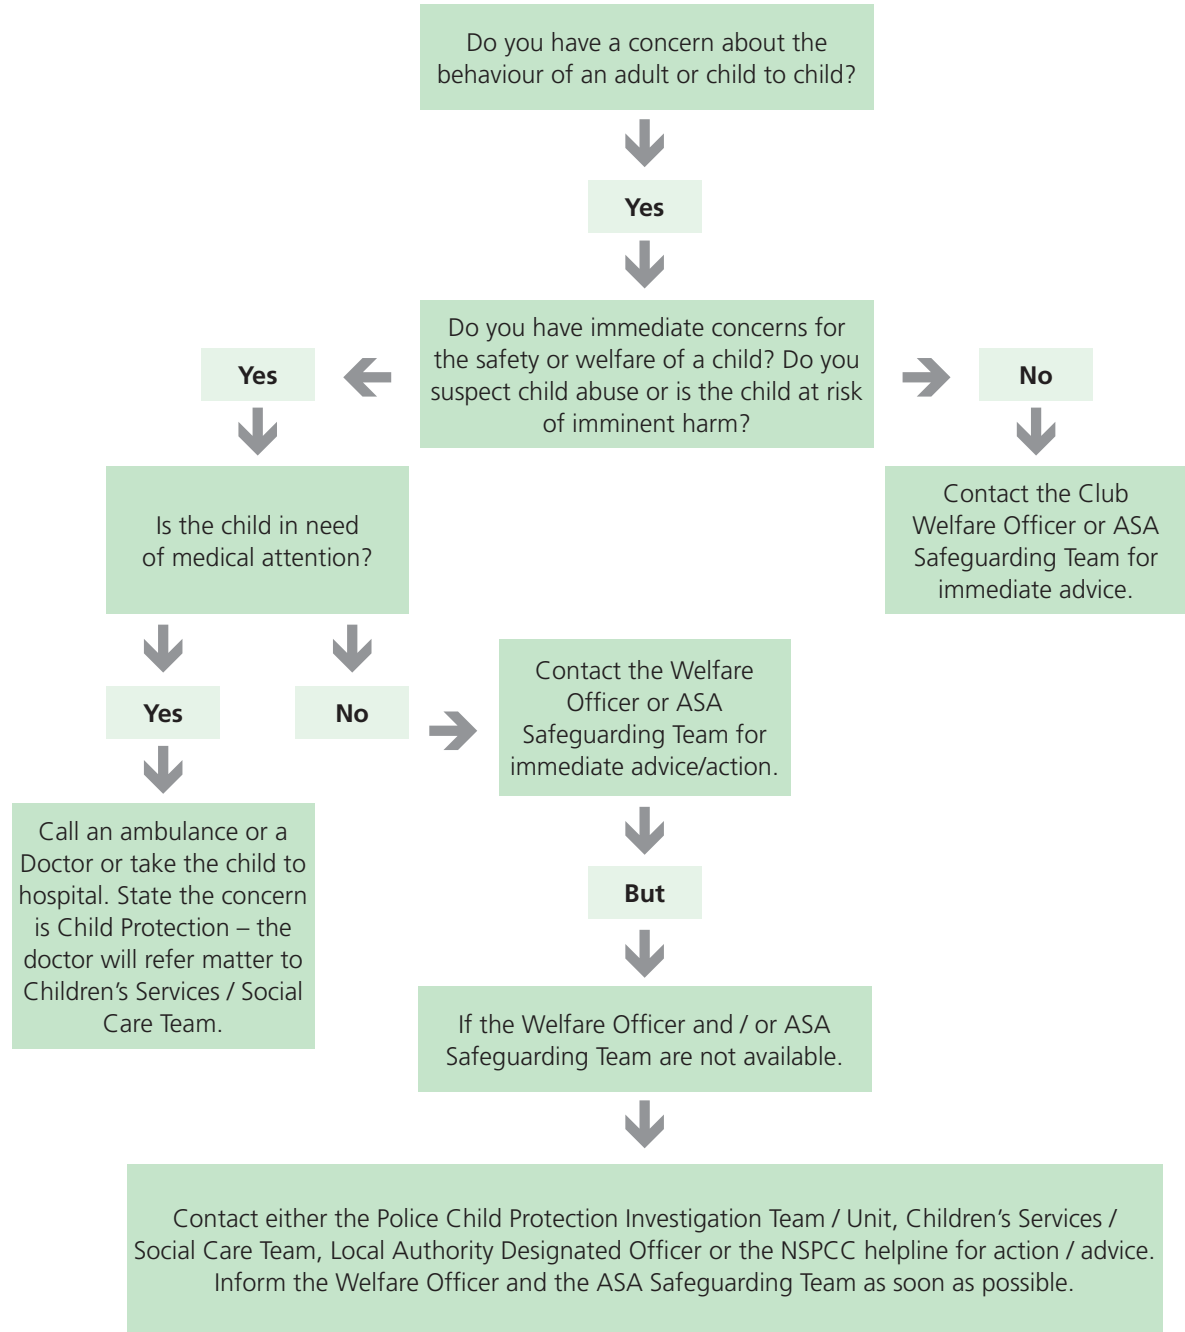 Do you have a concern about the
behaviour of an adult or child to child?
Yes
Do you have immediate concerns for
the safety or welfare of a child? Do you
suspect child abuse or is the child at risk
of imminent harm?
Yes
No
Is the child in need
of medical attention?
Contact the Club
Welfare Officer or ASA
Safeguarding Team for
immediate advice.
Yes
No
Contact the Welfare
Officer or ASA
Safeguarding Team for
immediate advice/action.
Call an ambulance or a
Doctor or take the child to
hospital. State the concern
is Child Protection – the
doctor will refer matter to
Children’s Services / Social
Care Team.
But
If the Welfare Officer and / or ASA
Safeguarding Team are not available.
Contact either the Police Child Protection Investigation Team / Unit, Children’s Services /
Social Care Team, Local Authority Designated Officer or the NSPCC helpline for action / advice.
Inform the Welfare Officer and the ASA Safeguarding Team as soon as possible.